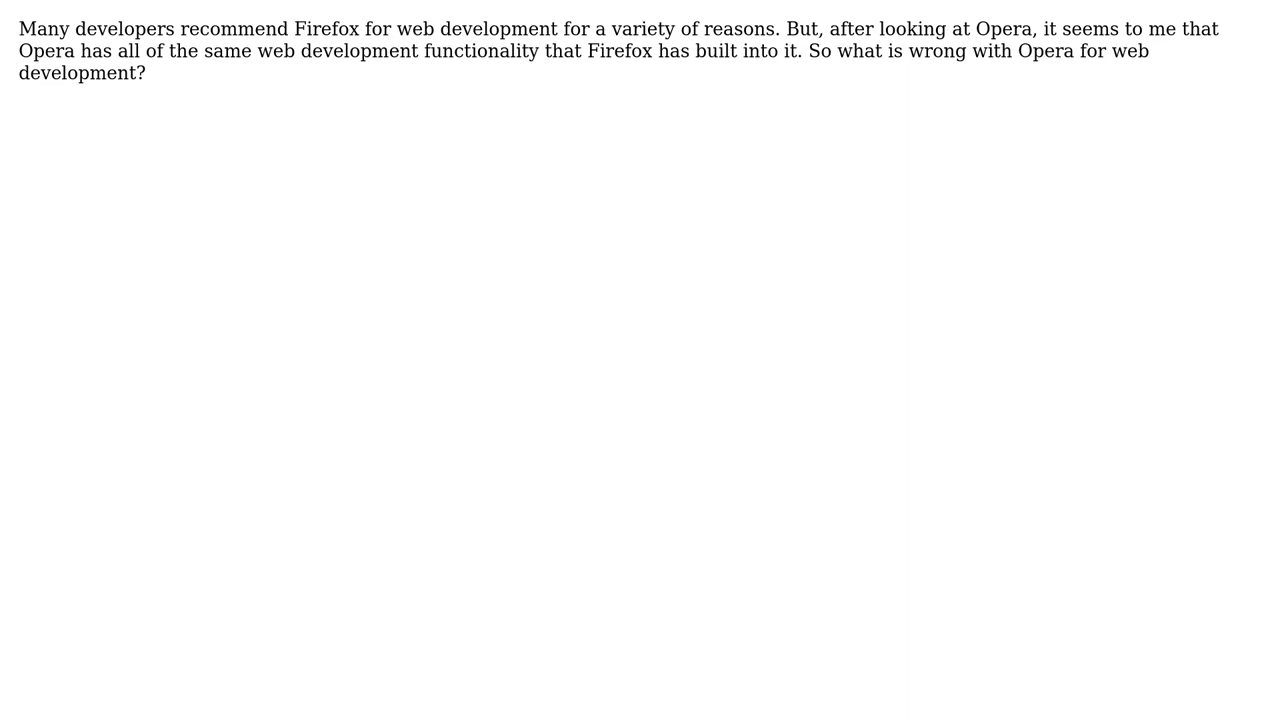 Many developers recommend Firefox for web development for a variety of reasons. But, after looking at Opera, it seems to me that
Opera has all of the same web development functionality that Firefox has built into it. So what is wrong with Opera for web
development?